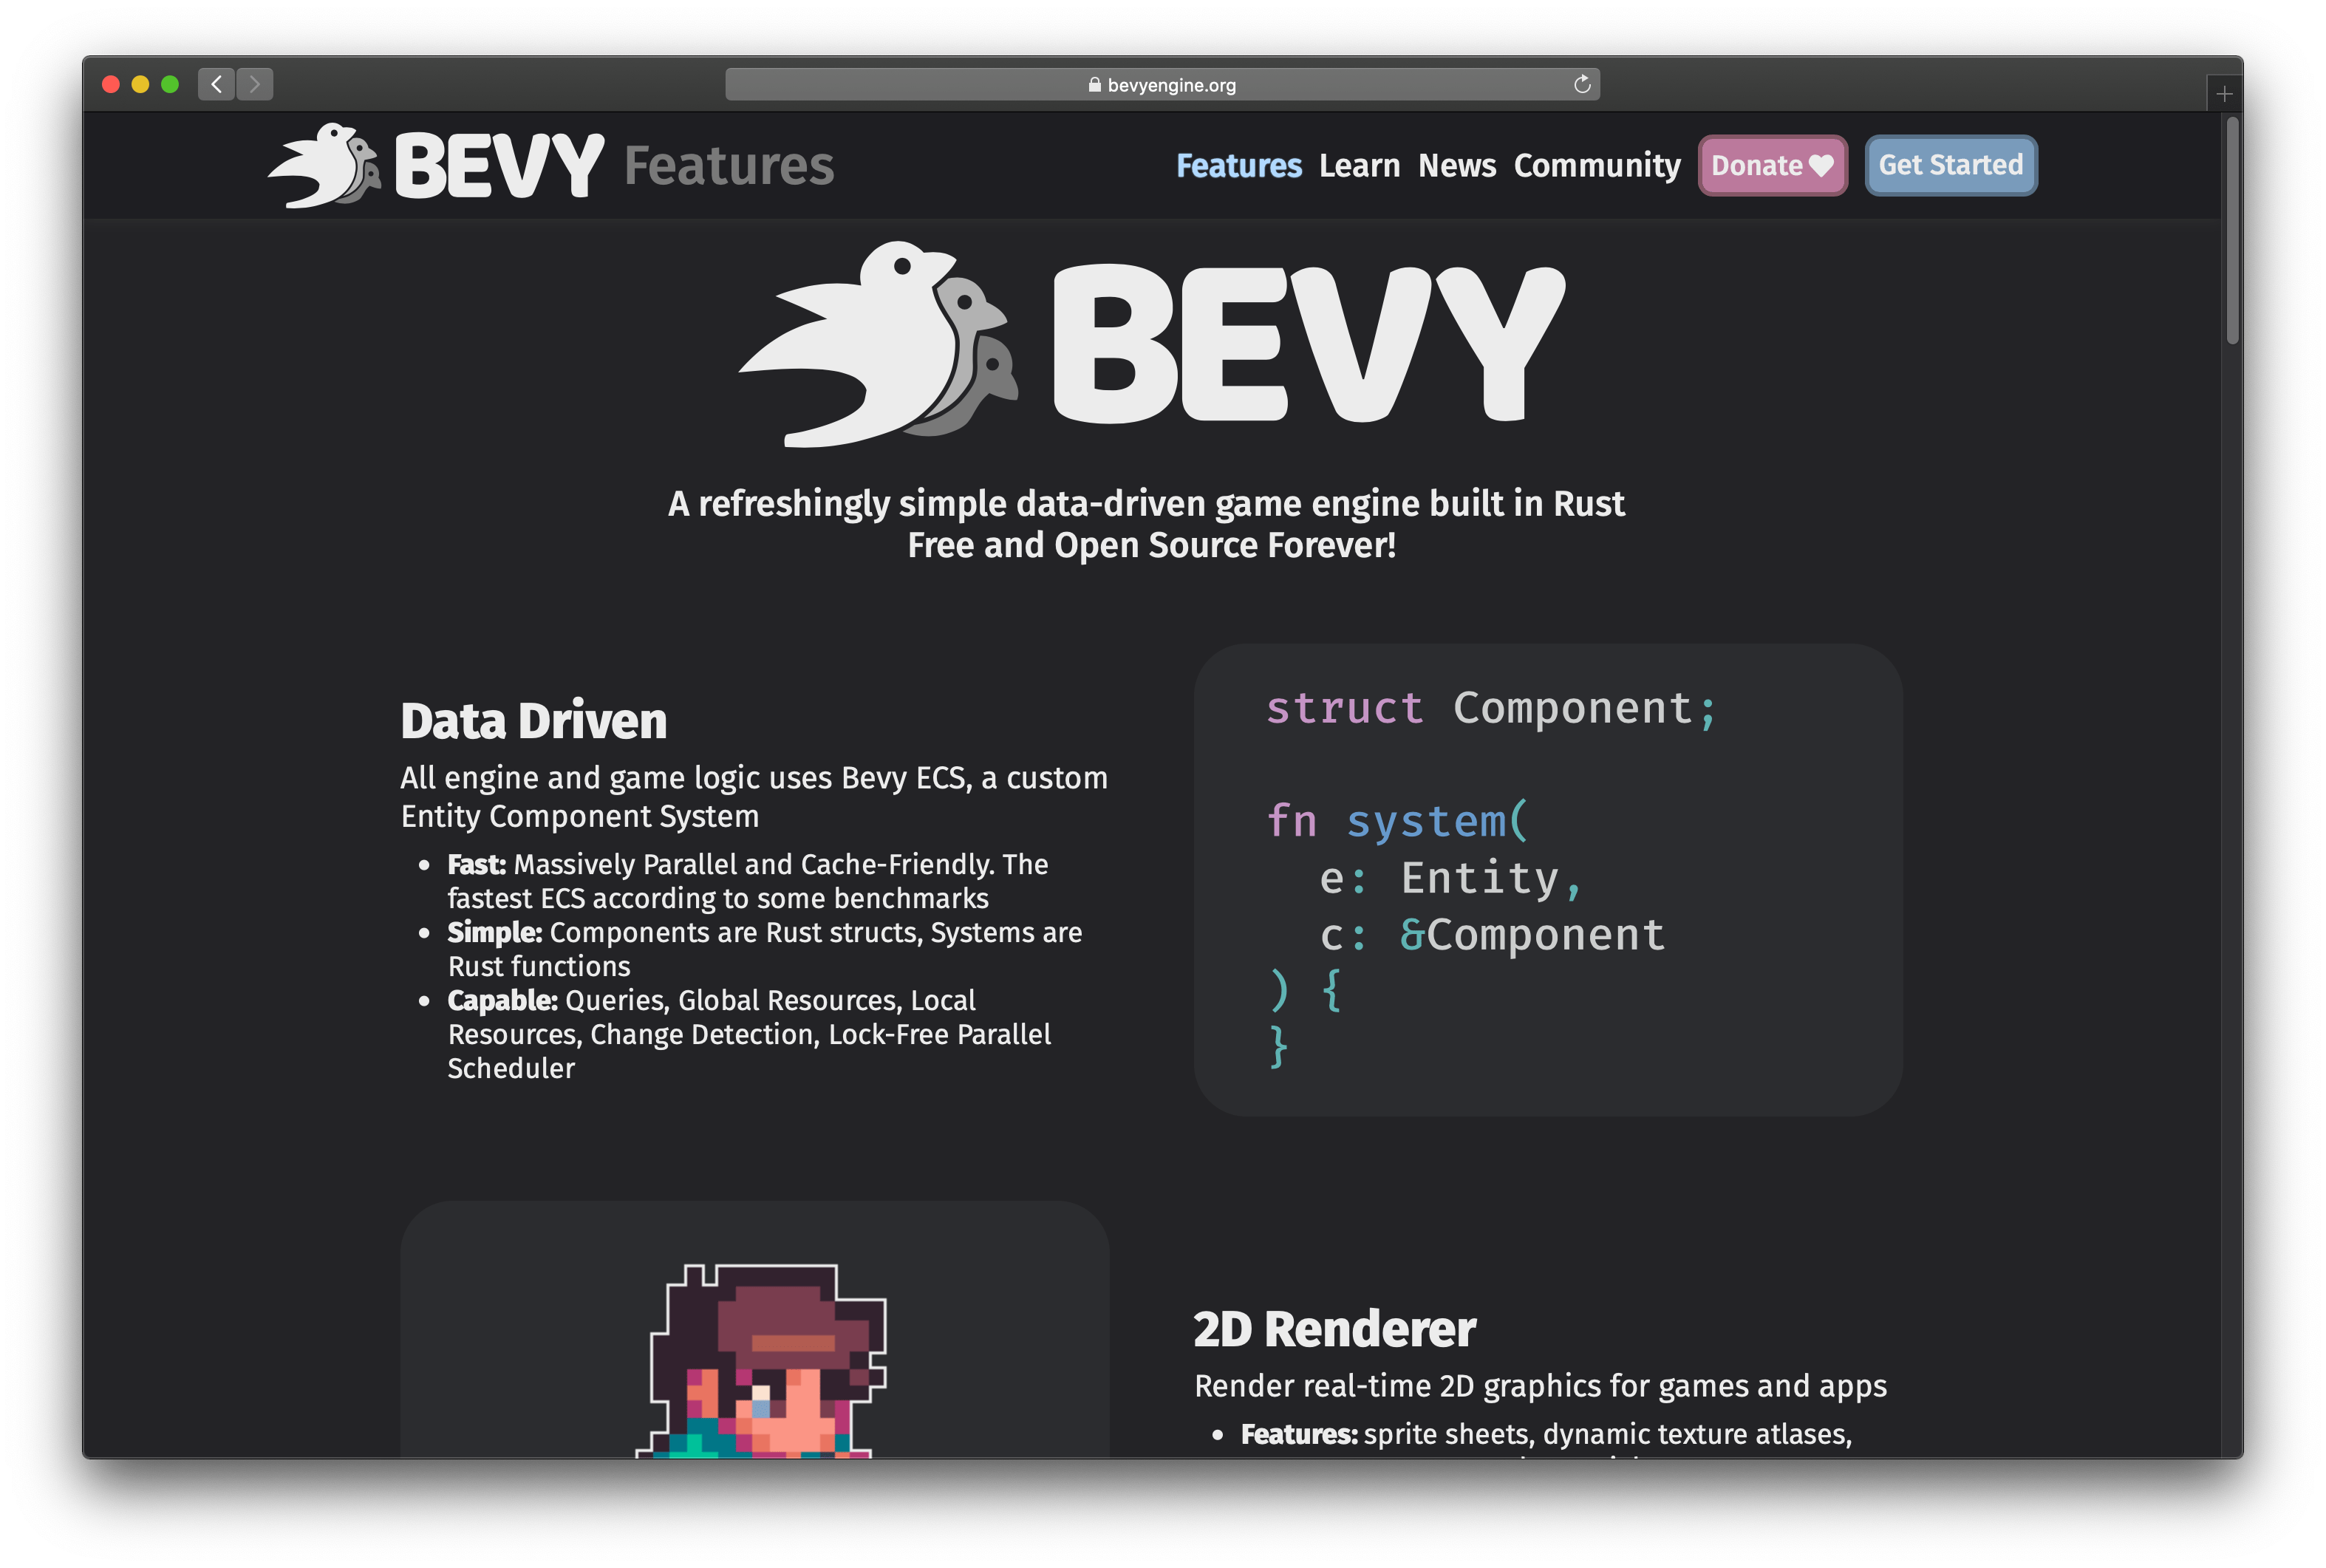 bevyengine.org
BEVY Features
Features Learn News Community Donate Get Started
BEVY
A refreshingly simple data-driven game engine built in Rust
Free and Open Source Forever!
Data Driven
All engine and game logic uses Bevy ECS, a custom
Entity Component System
• Fast: Massively Parallel and Cache-Friendly. The
fastest ECS according to some benchmarks
• Simple: Components are Rust structs, Systems are
Rust functions
• Capable: Queries, Global Resources, Local
Resources, Change Detection, Lock-Free Parallel
Scheduler
struct Component;
fn system(
e: Entity,
c: &Component
) {
}
2D Renderer
Render real-time 2D graphics for games and apps
• Features: sprite sheets, dynamic texture atlases,